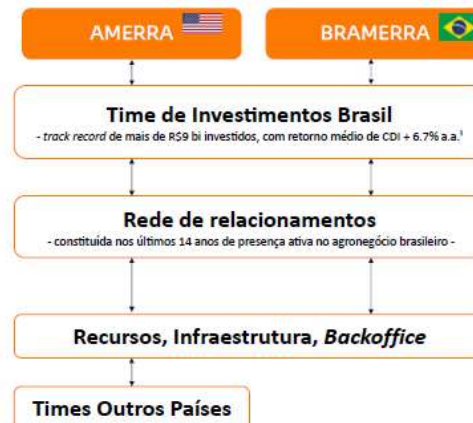 AMERRA
BRAMERRA
Time de Investimentos Brasil
- track record de mais de R$9 bi investidos, com retorno médio de CDI + 6.7% a.a.¹
Rede de relacionamentos
- constituída nos últimos 14 anos de presença ativa no agronegócio brasileiro -
Recursos, Infraestrutura, Backoffice
Times Outros Países